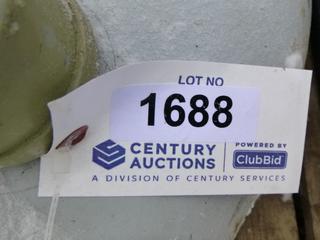 LOT NO
1688
CENTURY
AUCTIONS
POWERED BY
ClubBid
A DIVISION OF CENTURY SERVICES